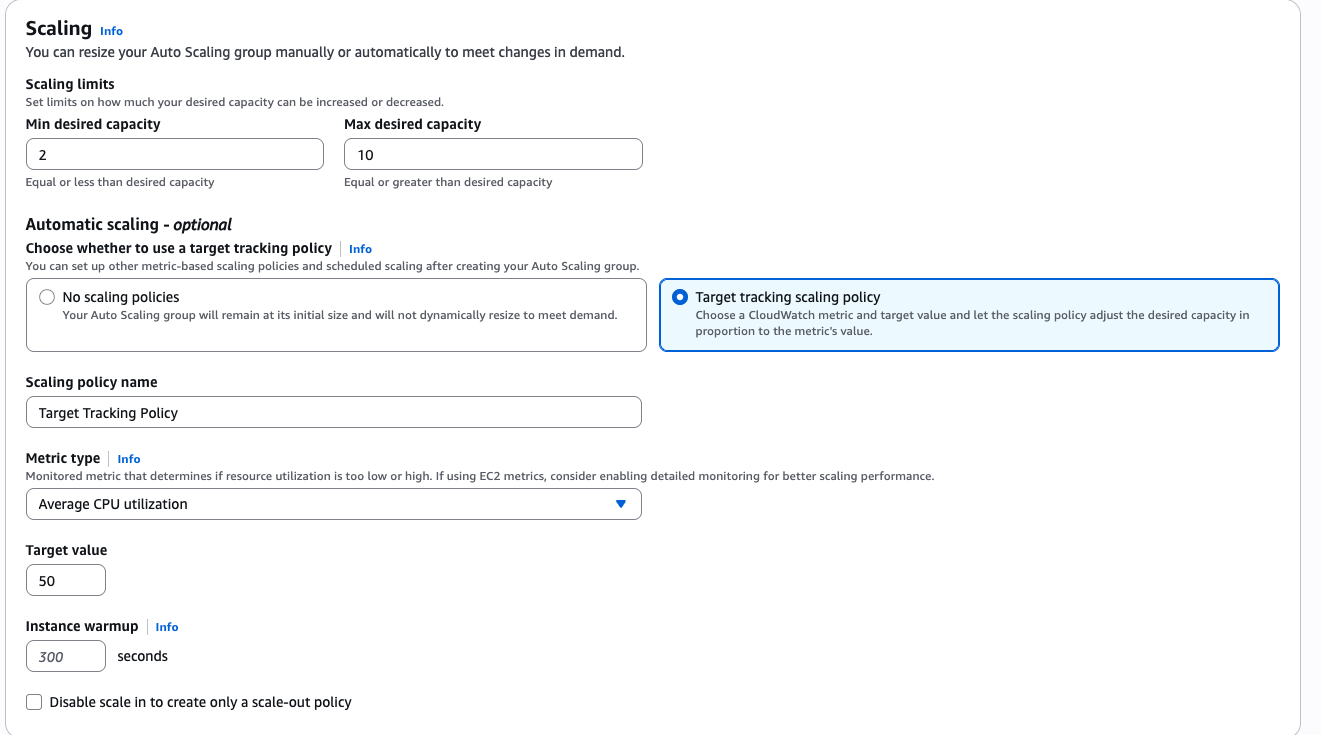 Scaling Info
You can resize your Auto Scaling group manually or automatically to meet changes in demand.
Scaling limits
Set limits on how much your desired capacity can be increased or decreased.
Min desired capacity
Max desired capacity
2
10
Equal or less than desired capacity
Equal or greater than desired capacity
Automatic scaling - optional
Choose whether to use a target tracking policy Info
You can set up other metric-based scaling policies and scheduled scaling after creating your Auto Scaling group.
No scaling policies
Your Auto Scaling group will remain at its initial size and will not dynamically resize to meet demand.
Target tracking scaling policy
Choose a CloudWatch metric and target value and let the scaling policy adjust the desired capacity in
proportion to the metric's value.
Scaling policy name
Target Tracking Policy
Metric type Info
Monitored metric that determines if resource utilization is too low or high. If using EC2 metrics, consider enabling detailed monitoring for better scaling performance.
Average CPU utilization
Target value
50
Instance warmup Info
300 seconds
Disable scale in to create only a scale-out policy